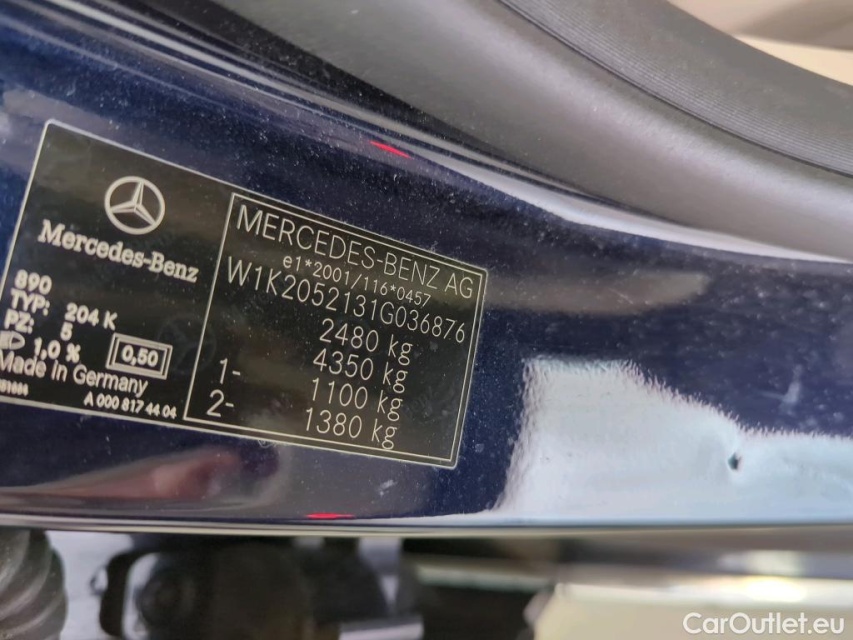 Mercedes-Benz
890
TYP: 204 K
PZ: 5
1,0 % 0,50
Made In Germany
A 000 817 44 04
MERCEDES-BENZ AG
e1*2001/116*0457
W1K2052131G036876
2480 kg
4350 kg
1- 1100 kg
2- 1380 kg
CarOutlet.eu